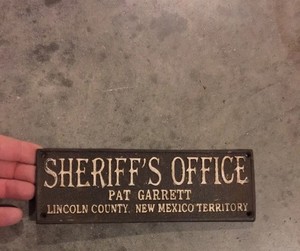 SHERIFF'S OFFICE
PAT GARRETT
LINCOLN COUNTY, NEW MEXICO TERRITORY